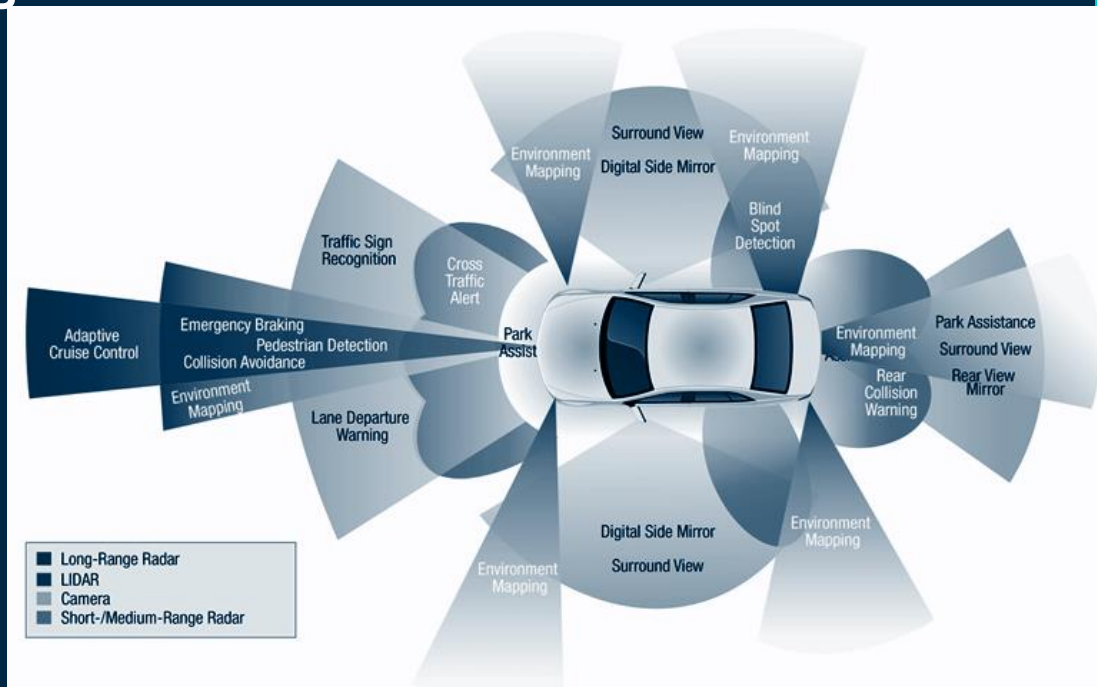 Environment
Mapping
Surround View
Digital Side Mirror
Environment
Mapping
Blind
Spot
Detection
Traffic Sign
Recognition
Cross
Traffic
Alert
Adaptive
Cruise Control
Emergency Braking
Pedestrian Detection
Collision Avoidance
Environment
Mapping
Lane Departure
Warning
Park
Assist
Environment
Mapping
Rear
Collision
Warning
Park Assistance
Surround View
Rear View
Mirror
Digital Side Mirror
Surround View
Environment
Mapping
Environment
Mapping
Long-Range Radar
LIDAR
Camera
Short-/Medium-Range Radar